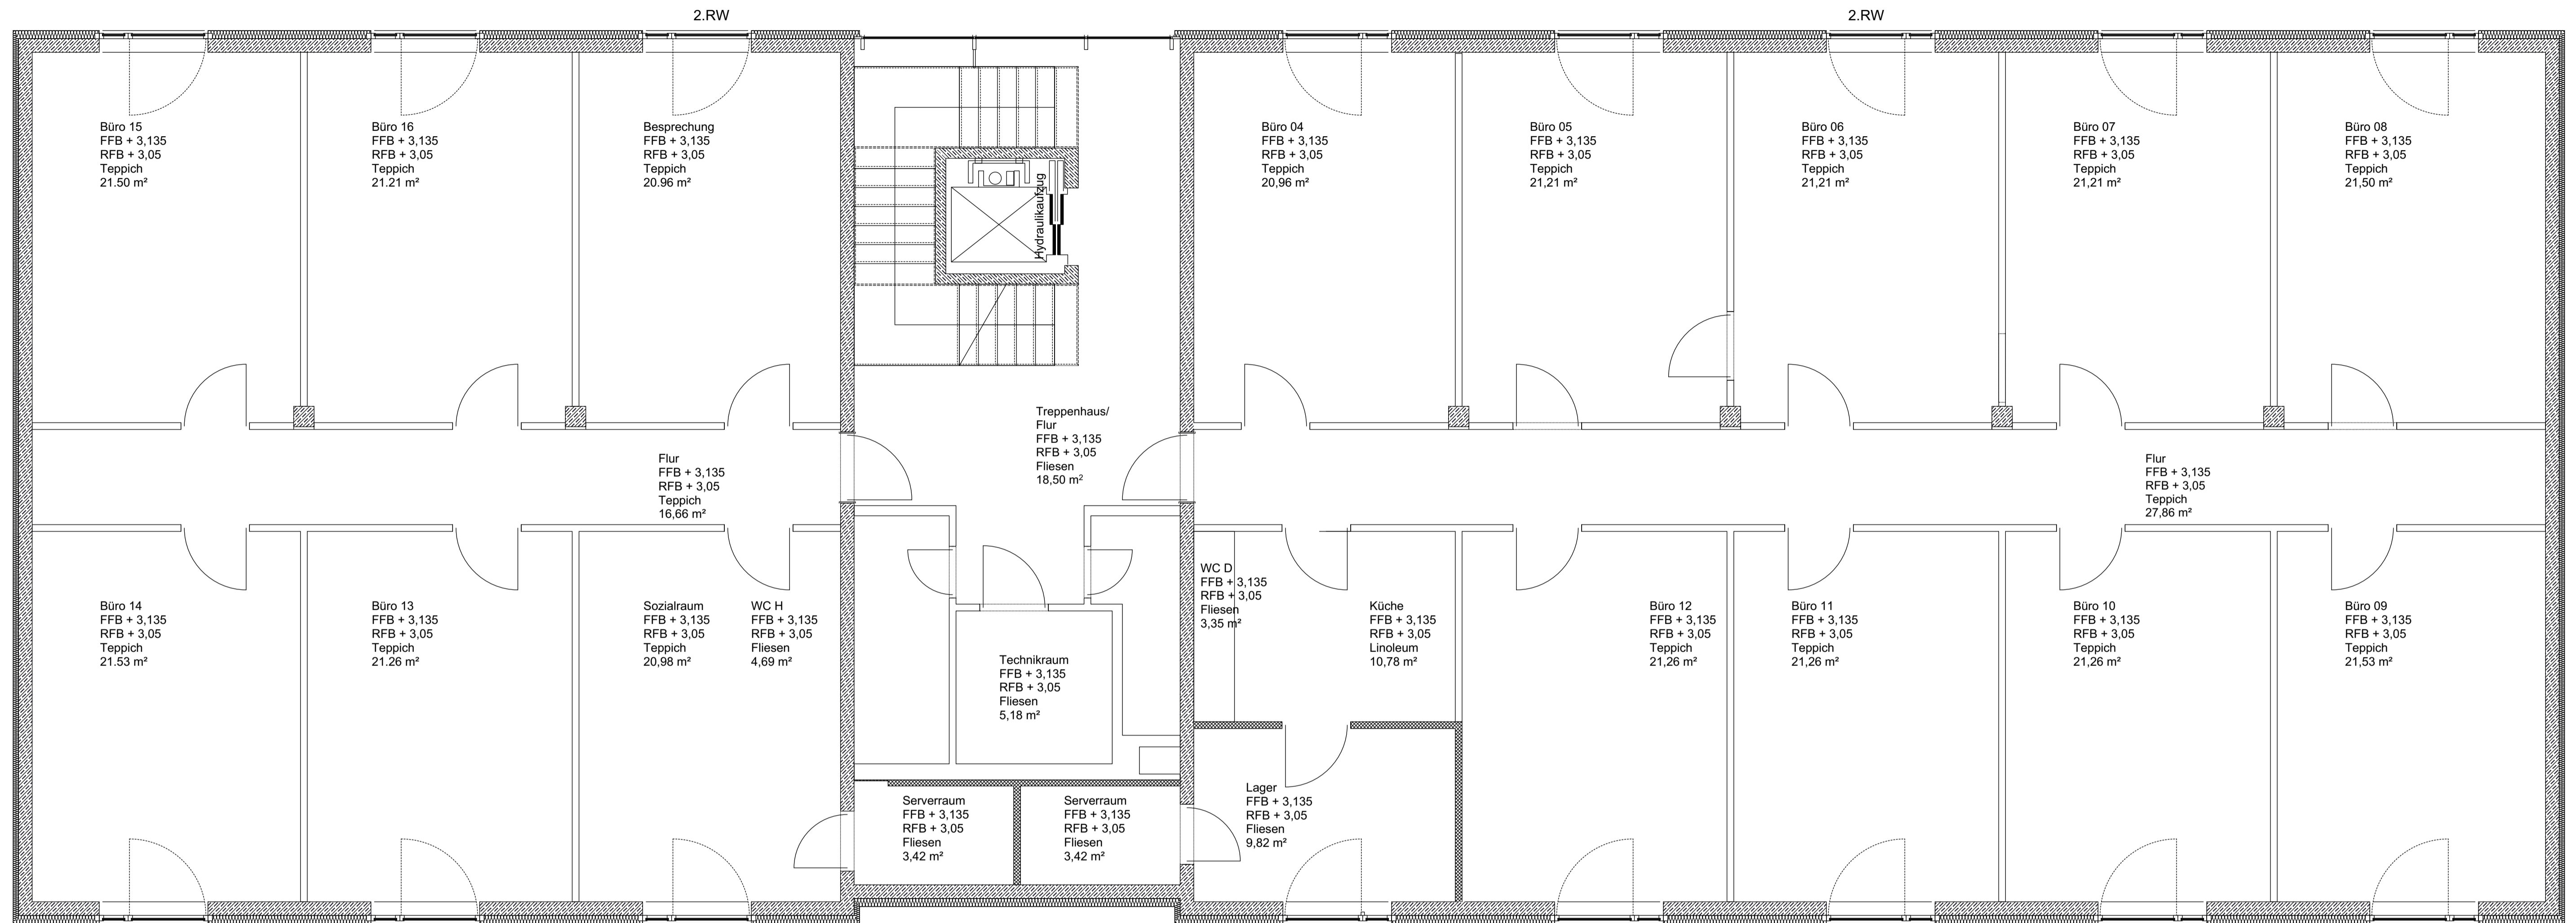 2.RW
2.RW
Büro 15
FFB + 3,135
RFB + 3,05
Teppich
21.50 m²
Büro 16
FFB + 3,135
RFB + 3,05
Teppich
21.21 m²
Besprechung
FFB + 3,135
RFB + 3,05
Teppich
20.96 m²
Hydraulikaufzug
Büro 04
FFB + 3,135
RFB + 3,05
Teppich
20,96 m²
Büro 05
FFB + 3,135
RFB + 3,05
Teppich
21,21 m²
Büro 06
FFB + 3,135
RFB + 3,05
Teppich
21,21 m²
Büro 07
FFB + 3,135
RFB + 3,05
Teppich
21,21 m²
Büro 08
FFB + 3,135
RFB + 3,05
Teppich
21,50 m²
Flur
FFB + 3,135
RFB + 3,05
Teppich
16,66 m²
Treppenhaus/
Flur
FFB + 3,135
RFB + 3,05
Fliesen
18,50 m²
Flur
FFB + 3,135
RFB + 3,05
Teppich
27,86 m²
Büro 14
FFB + 3,135
RFB + 3,05
Teppich
21.53 m²
Büro 13
FFB + 3,135
RFB + 3,05
Teppich
21.26 m²
Sozialraum
FFB + 3,135
RFB + 3,05
Teppich
20,98 m²
WC H
FFB + 3,135
RFB + 3,05
Fliesen
4,69 m²
Technikraum
FFB + 3,135
RFB + 3,05
Fliesen
5,18 m²
WC D
FFB + 3,135
RFB + 3,05
Fliesen
3,35 m²
Küche
FFB + 3,135
RFB + 3,05
Linoleum
10,78 m²
Büro 12
FFB + 3,135
RFB + 3,05
Teppich
21,26 m²
Büro 11
FFB + 3,135
RFB + 3,05
Teppich
21,26 m²
Büro 10
FFB + 3,135
RFB + 3,05
Teppich
21,26 m²
Büro 09
FFB + 3,135
RFB + 3,05
Teppich
21,53 m²
Serverraum
FFB + 3,135
RFB + 3,05
Fliesen
3,42 m²
Serverraum
FFB + 3,135
RFB + 3,05
Fliesen
3,42 m²
Lager
FFB + 3,135
RFB + 3,05
Fliesen
9,82 m²